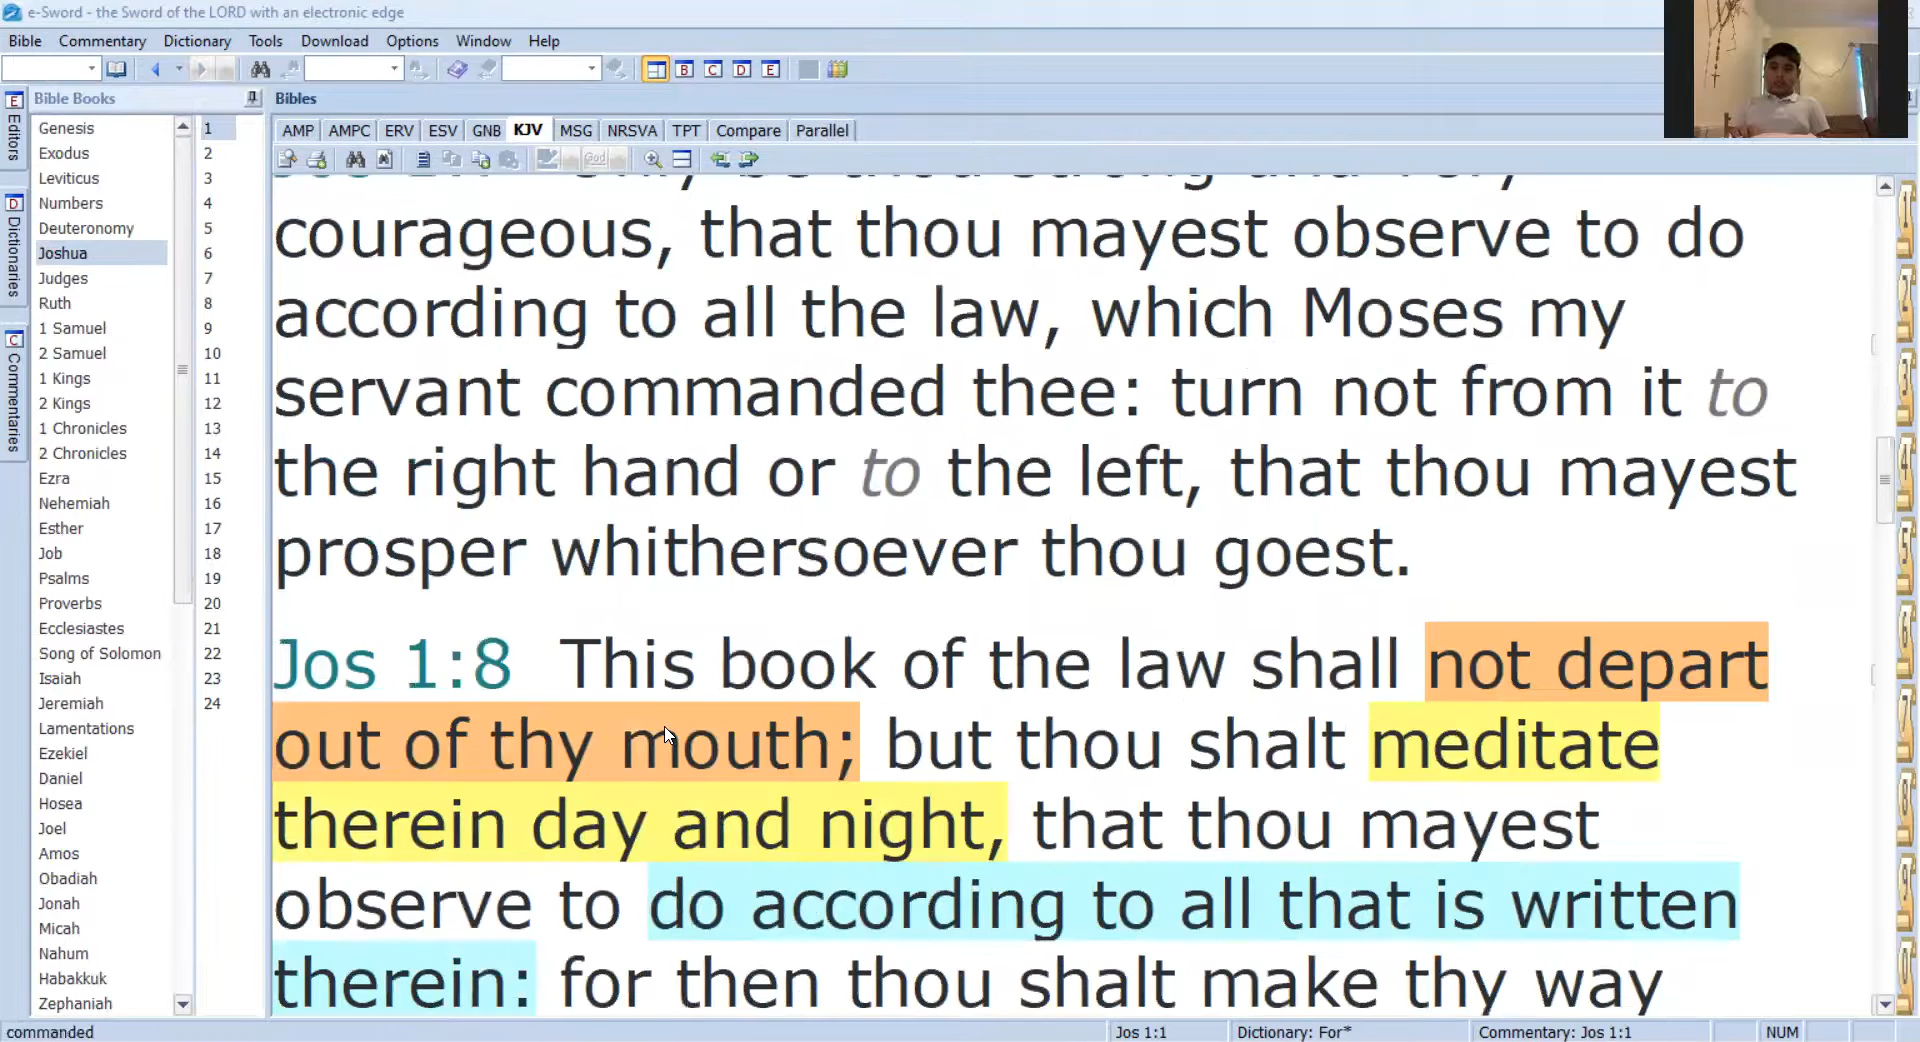 e-Sword - the Sword of the LORD with an electronic edge
Bible Commentary Dictionary Tools Download Options Window Help
B C D E
E Editors
D Dictionaries
C Commentaries
Bible Books
Genesis
Exodus
Leviticus
Numbers
Deuteronomy
Joshua
Judges
Ruth
1 Samuel
2 Samuel
1 Kings
2 Kings
1 Chronicles
2 Chronicles
Ezra
Nehemiah
Esther
Job
Psalms
Proverbs
Ecclesiastes
Song of Solomon
Isaiah
Jeremiah
Lamentations
Ezekiel
Daniel
Hosea
Joel
Amos
Obadiah
Jonah
Micah
Nahum
Habakkuk
Zephaniah
1
2
3
4
5
6
7
8
9
10
11
12
13
14
15
16
17
18
19
20
21
22
23
24
Bibles
AMP AMPC ERV ESV GNB KJV MSG NRSVA TPT Compare Parallel
God
courageous, that thou mayest observe to do
according to all the law, which Moses my
servant commanded thee: turn not from it to
the right hand or to the left, that thou mayest
prosper whithersoever thou goest.
Jos 1:8 This book of the law shall not depart
out of thy mouth; but thou shalt meditate
therein day and night, that thou mayest
observe to do according to all that is written
therein: for then thou shalt make thy way
commanded
Jos 1:1
Dictionary: For*
Commentary: Jos 1:1
NUM